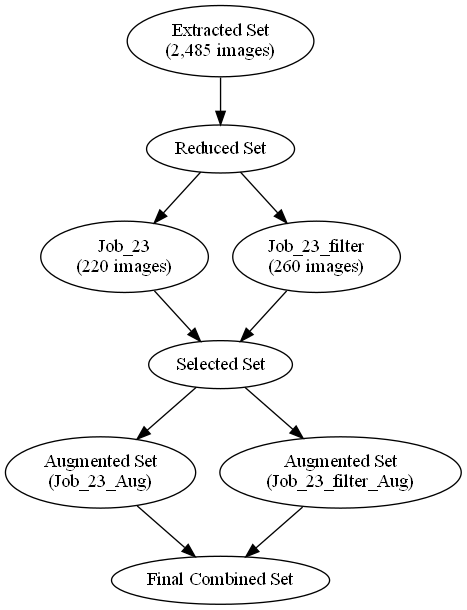 Extracted Set
(2,485 images)
Reduced Set
Job_23
(220 images)
Job_23_filter
(260 images)
Selected Set
Augmented Set
(Job_23_Aug)
Augmented Set
(Job_23_filter_Aug)
Final Combined Set